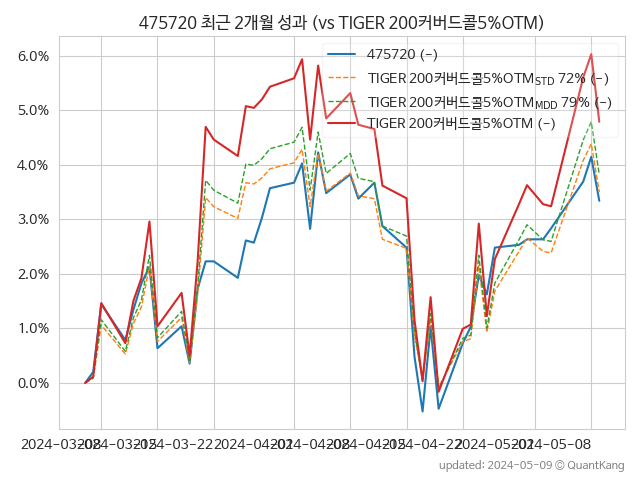 475720 최근 2개월 성과 (vs TIGER 200커버드콜5%OTM)
475720 (-)
TIGER 200커버드콜5%OTM_STD 72% (-)
TIGER 200커버드콜5%OTM_MDD 79% (-)
TIGER 200커버드콜5%OTM (-)
6.0%
5.0%
4.0%
3.0%
2.0%
1.0%
0.0%
2024-03-08 2024-03-15 2024-03-22 2024-04-01 2024-04-08 2024-04-15 2024-04-22 2024-05-01 2024-05-08
updated: 2024-05-09 © QuantKang